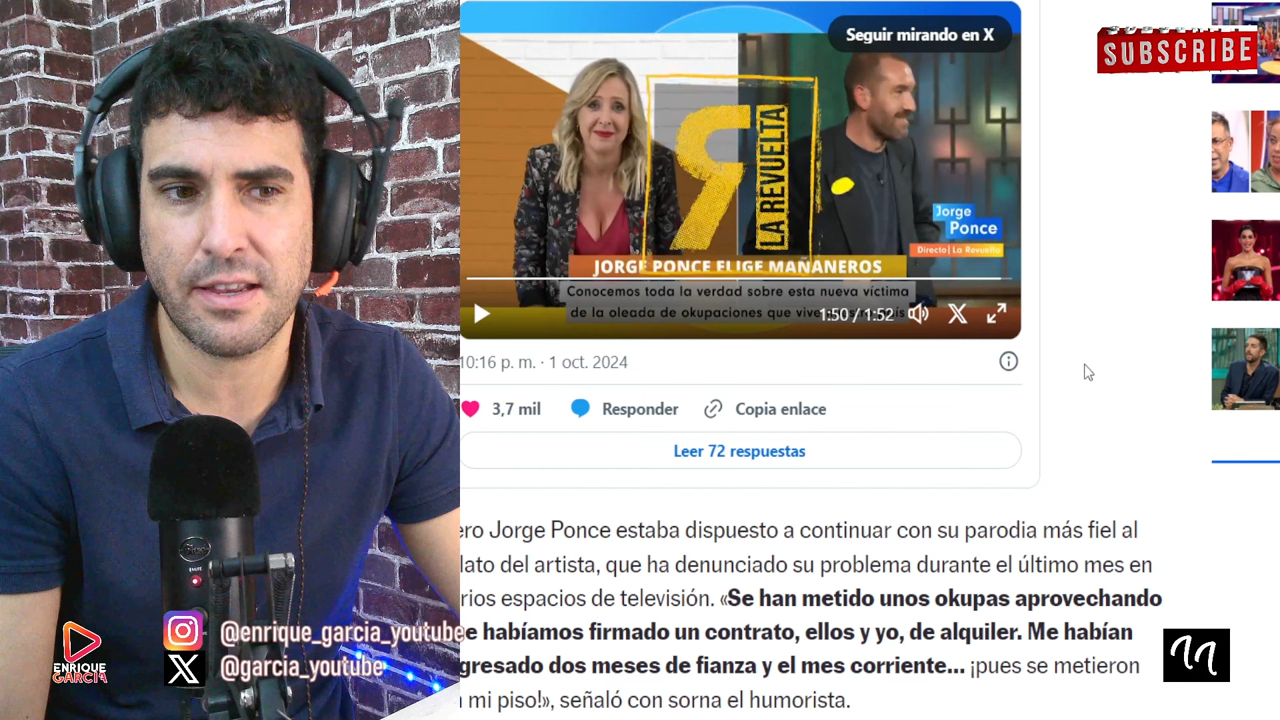 Seguir mirando en X
SUBSCRIBE
LA REVUELTA
Jorge
Ponce
Directo | La Revuelta
JORGE PONCE ELIGE MAÑANEROS
Conocemos toda la verdad sobre esta nueva víctima
de la oleada de okupaciones que vive
1:50 / 1:52
10:16 p. m. · 1 oct. 2024
3,7 mil
Responder
Copia enlace
Leer 72 respuestas
ero Jorge Ponce estaba dispuesto a continuar con su parodia más fiel al
lato del artista, que ha denunciado su problema durante el último mes en
rios espacios de televisión. «Se han metido unos okupas aprovechando
e habíamos firmado un contrato, ellos y yo, de alquiler. Me habían
gresado dos meses de fianza y el mes corriente... ¡pues se metieron
mi piso!», señaló con sorna el humorista.
ENRIQUE
GARCIA
@enrique_garcia_youtube
@garcia_youtube